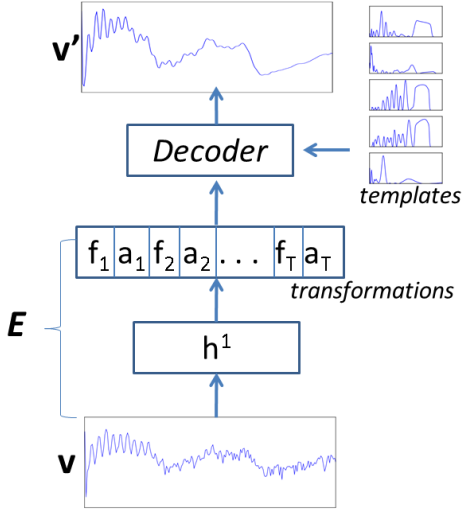 v’
Decoder
templates
f1 a1 f2 a2 . . . fT aT
transformations
E
h1
v